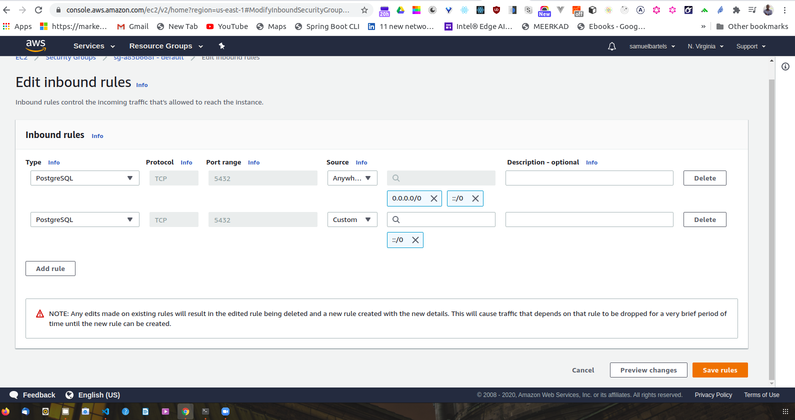 console.aws.amazon.com/ec2/v2/home?region=us-east-1#ModifyInboundSecurityGroup...
Apps https://marke... Gmail New Tab YouTube Maps Spring Boot CLI 11 new netwo... Intel® Edge AI... MEERKAD Ebooks - Goog... » Other bookmarks
aws Services Resource Groups samuelbartels N. Virginia Support
EC2 Security Groups - default Edit inbound rules
Edit inbound rules Info
Inbound rules control the incoming traffic that's allowed to reach the instance.
Inbound rules Info
Type Info Protocol Info Port range Info Source Info Description - optional Info
PostgreSQL TCP 5432 Anywh... Delete
0.0.0.0/0 ::/0
PostgreSQL TCP 5432 Custom Delete
::/0
Add rule
NOTE: Any edits made on existing rules will result in the edited rule being deleted and a new rule created with the new details. This will cause traffic that depends on that rule to be dropped for a very brief period of
time until the new rule can be created.
Cancel Preview changes Save rules
Feedback English (US) © 2008 - 2020, Amazon Web Services, Inc. or its affiliates. All rights reserved. Privacy Policy Terms of Use